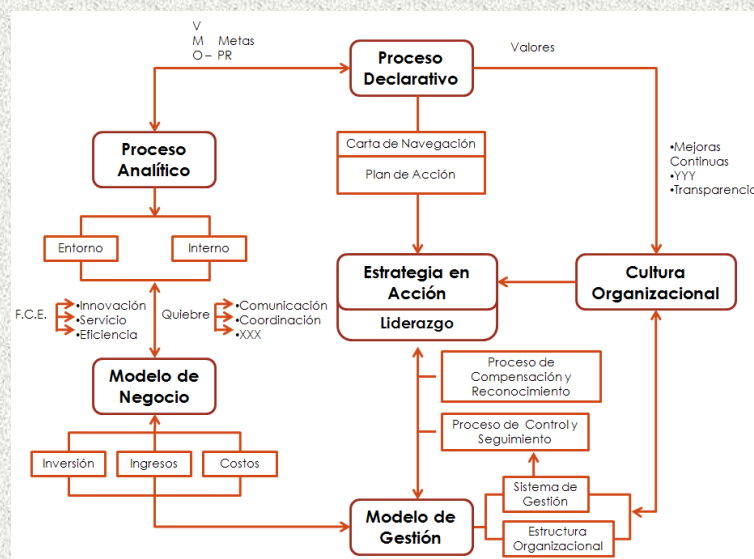 V
M Metas
O – PR
Proceso
Declarativo
Valores
Carta de Navegación
Plan de Acción
Proceso
Analítico
•Mejoras
Continuas
•YYY
•Transparencia
Entorno
Interno
Estrategia en
Acción
Liderazgo
Cultura
Organizacional
F.C.E.
•Innovación
•Servicio
•Eficiencia
Quiebre
•Comunicación
•Coordinación
•XXX
Modelo de
Negocio
Proceso de
Compensación y
Reconocimiento
Proceso de Control y
Seguimiento
Inversión
Ingresos
Costos
Sistema de
Gestión
Modelo de
Gestión
Estructura
Organizacional